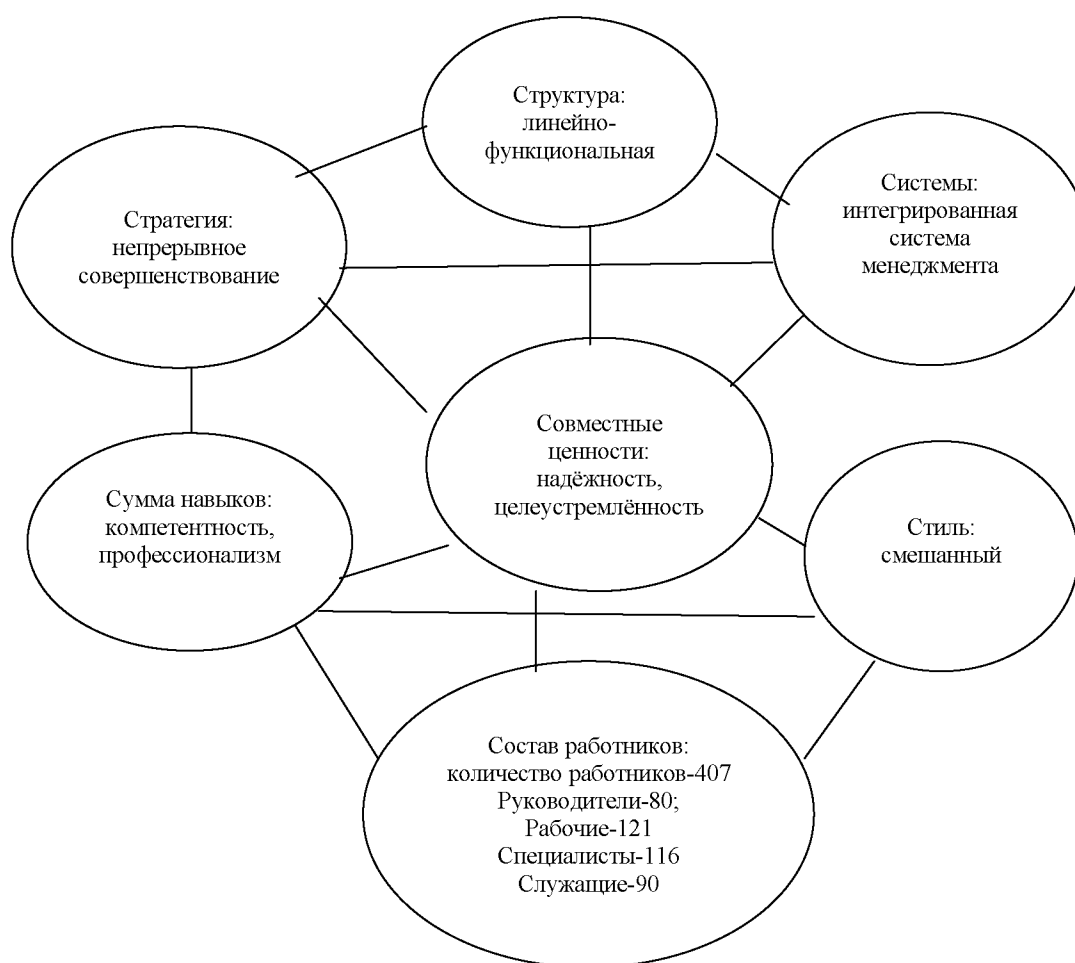 Структура:
линейно-
функциональная
Стратегия:
непрерывное
совершенствование
Системы:
интегрированная
система
менеджмента
Совместные
ценности:
надёжность,
целеустремлённость
Сумма навыков:
компетентность,
профессионализм
Стиль:
смешанный
Состав работников:
количество работников-407
Руководители-80;
Рабочие-121
Специалисты-116
Служащие-90